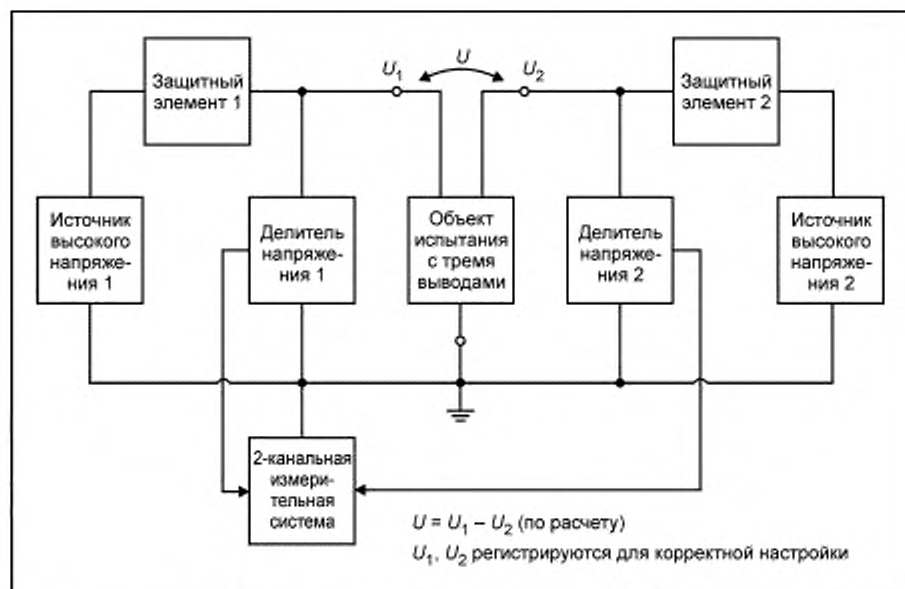 Защитный
элемент 1
U1
U
U2
Защитный
элемент 2
Источник
высокого
напряже-
ния 1
Делитель
напряже-
ния 1
Объект
испытания
с тремя
выводами
Делитель
напряже-
ния 2
Источник
высокого
напряже-
ния 2
2-канальная
измери-
тельная
система
U = U1 – U2 (по расчету)
U1, U2 регистрируются для корректной настройки